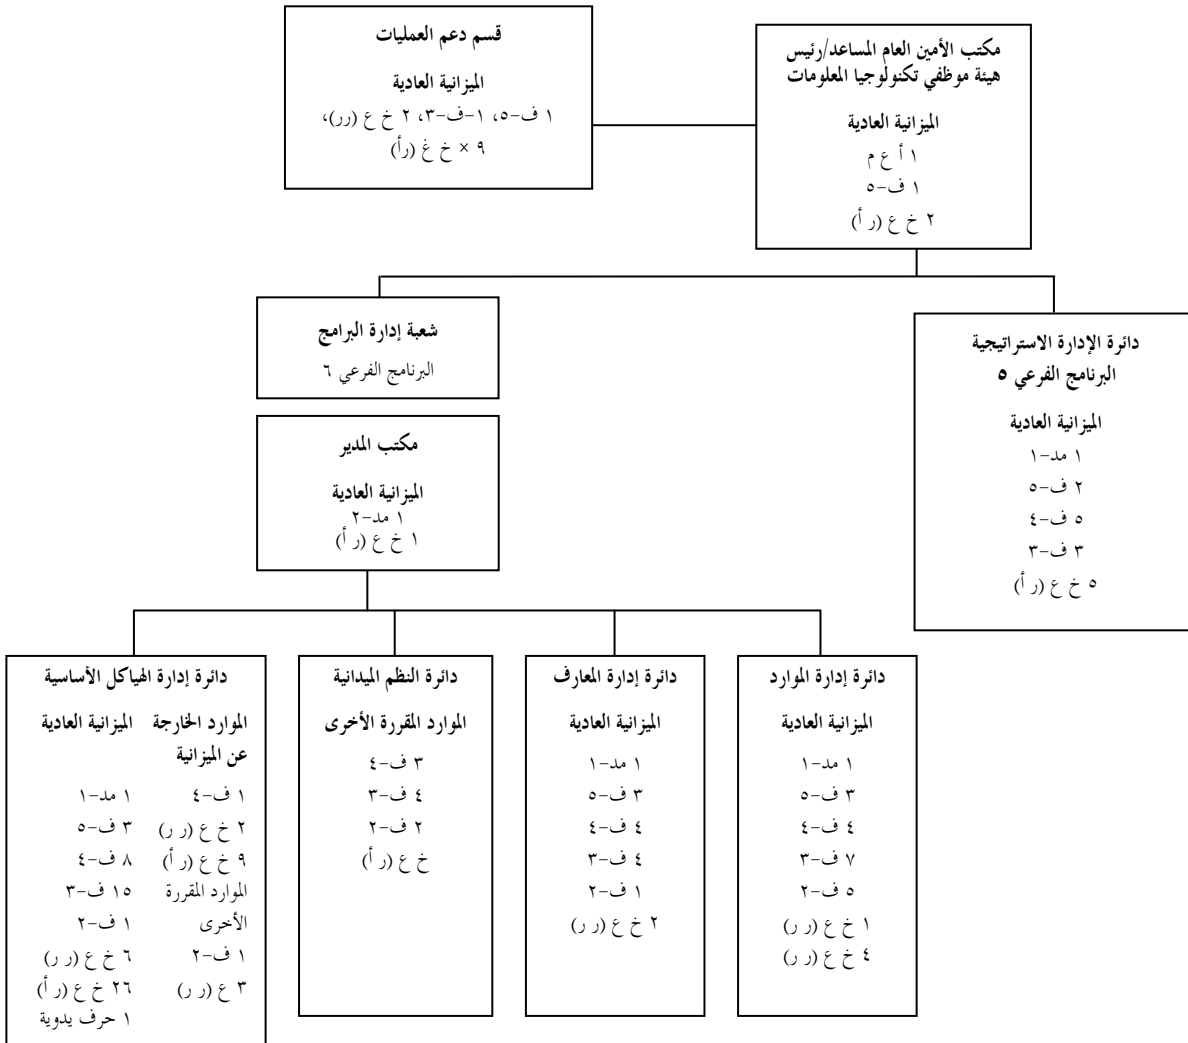 مكتب الأمين العام المساعد/رئيس
هيئة موظفي تكنولوجيا المعلومات
الميزانية العادية
١ أ ع م
١ ف-٥
٢ خ ع (ر أ)
قسم دعم العمليات
الميزانية العادية
١ ف-٥، ١-ف-٣، ٢ خ ع (رر)،
٩ × خ غ (رأ)
دائرة الإدارة الاستراتيجية
البرنامج الفرعي ٥
الميزانية العادية
١ مد-١
٢ ف-٥
٥ ف-٤
٣ ف-٣
٥ خ ع (ر أ)
شعبة إدارة البرامج
البرنامج الفرعي ٦
مكتب المدير
الميزانية العادية
١ مد-٢
١ خ ع (ر أ)
دائرة إدارة الموارد
الميزانية العادية
١ مد-١
٣ ف-٥
٤ ف-٤
٧ ف-٣
٥ ف-٢
١ خ ع (ر ر)
٤ خ ع (ر ر)
دائرة إدارة المعارف
الميزانية العادية
١ مد-١
٣ ف-٥
٤ ف-٤
٤ ف-٣
١ ف-٢
٢ خ ع (ر ر)
دائرة النظم الميدانية
الموارد المقررة الأخرى
٣ ف-٤
٤ ف-٣
٢ ف-٢
خ ع (ر أ)
دائرة إدارة الهياكل الأساسية
الموارد الخارجة
عن الميزانية
١ ف-٤
٢ خ ع (ر ر)
٩ خ ع (ر أ)
الموارد المقررة
الأخرى
١ ف-٢
٣ ع (ر ر)
الميزانية العادية
١ مد-١
٣ ف-٥
٨ ف-٤
١٥ ف-٣
١ ف-٢
٦ خ ع (ر ر)
٢٦ خ ع (ر أ)
١ حرف يدوية